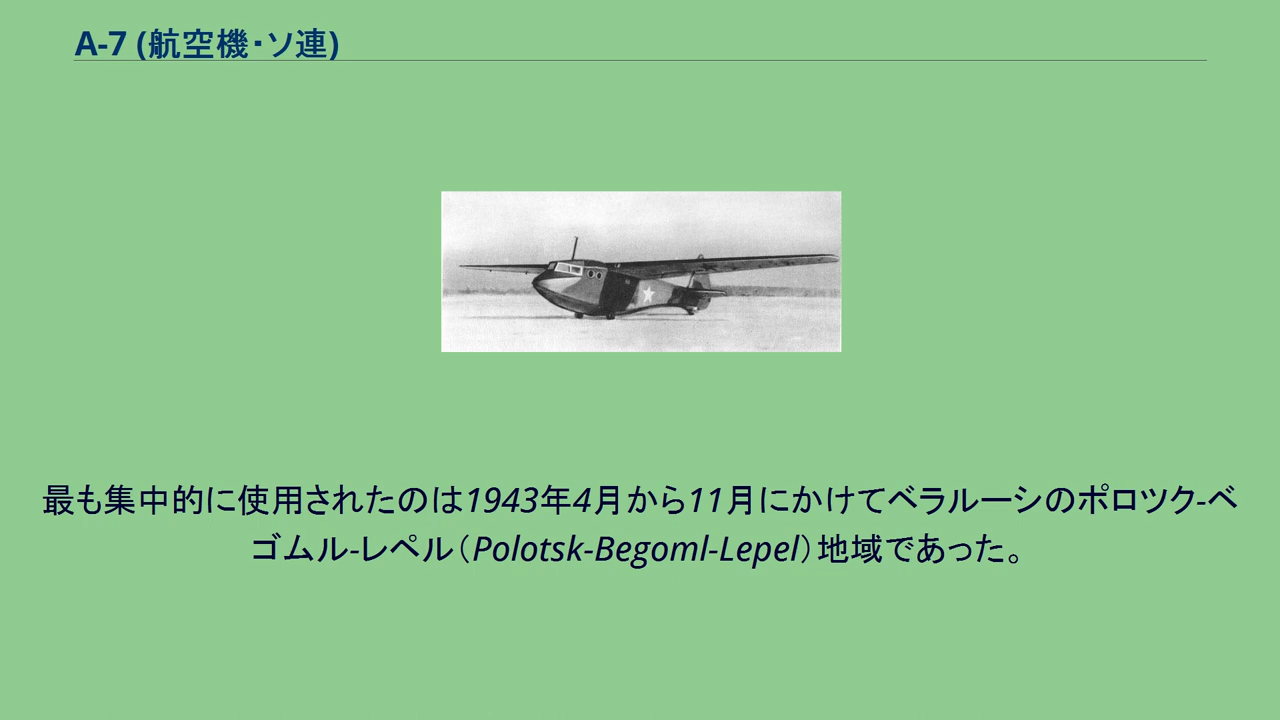 A-7 (航空機・ソ連)
最も集中的に使用されたのは1943年4月から11月にかけてベラルーシのポロツク-ベ
ゴムル-レペル（Polotsk-Begoml-Lepel）地域であった。